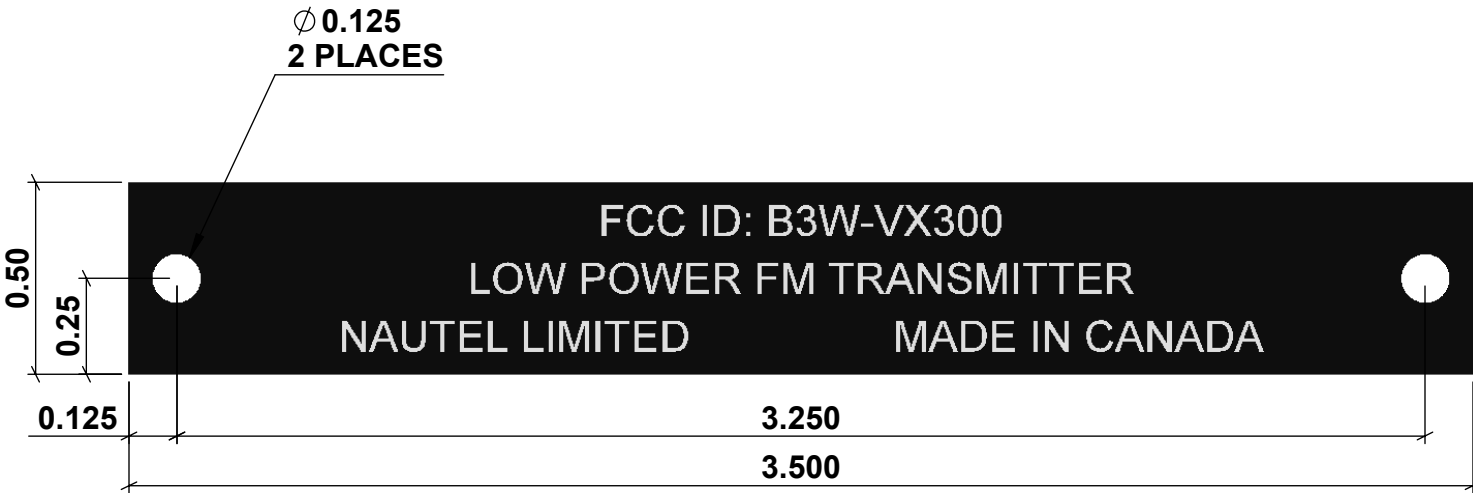 ⌀ 0.125
2 PLACES
FCC ID: B3W-VX300
LOW POWER FM TRANSMITTER
NAUTEL LIMITED MADE IN CANADA
0.50
0.25
0.125
3.250
3.500